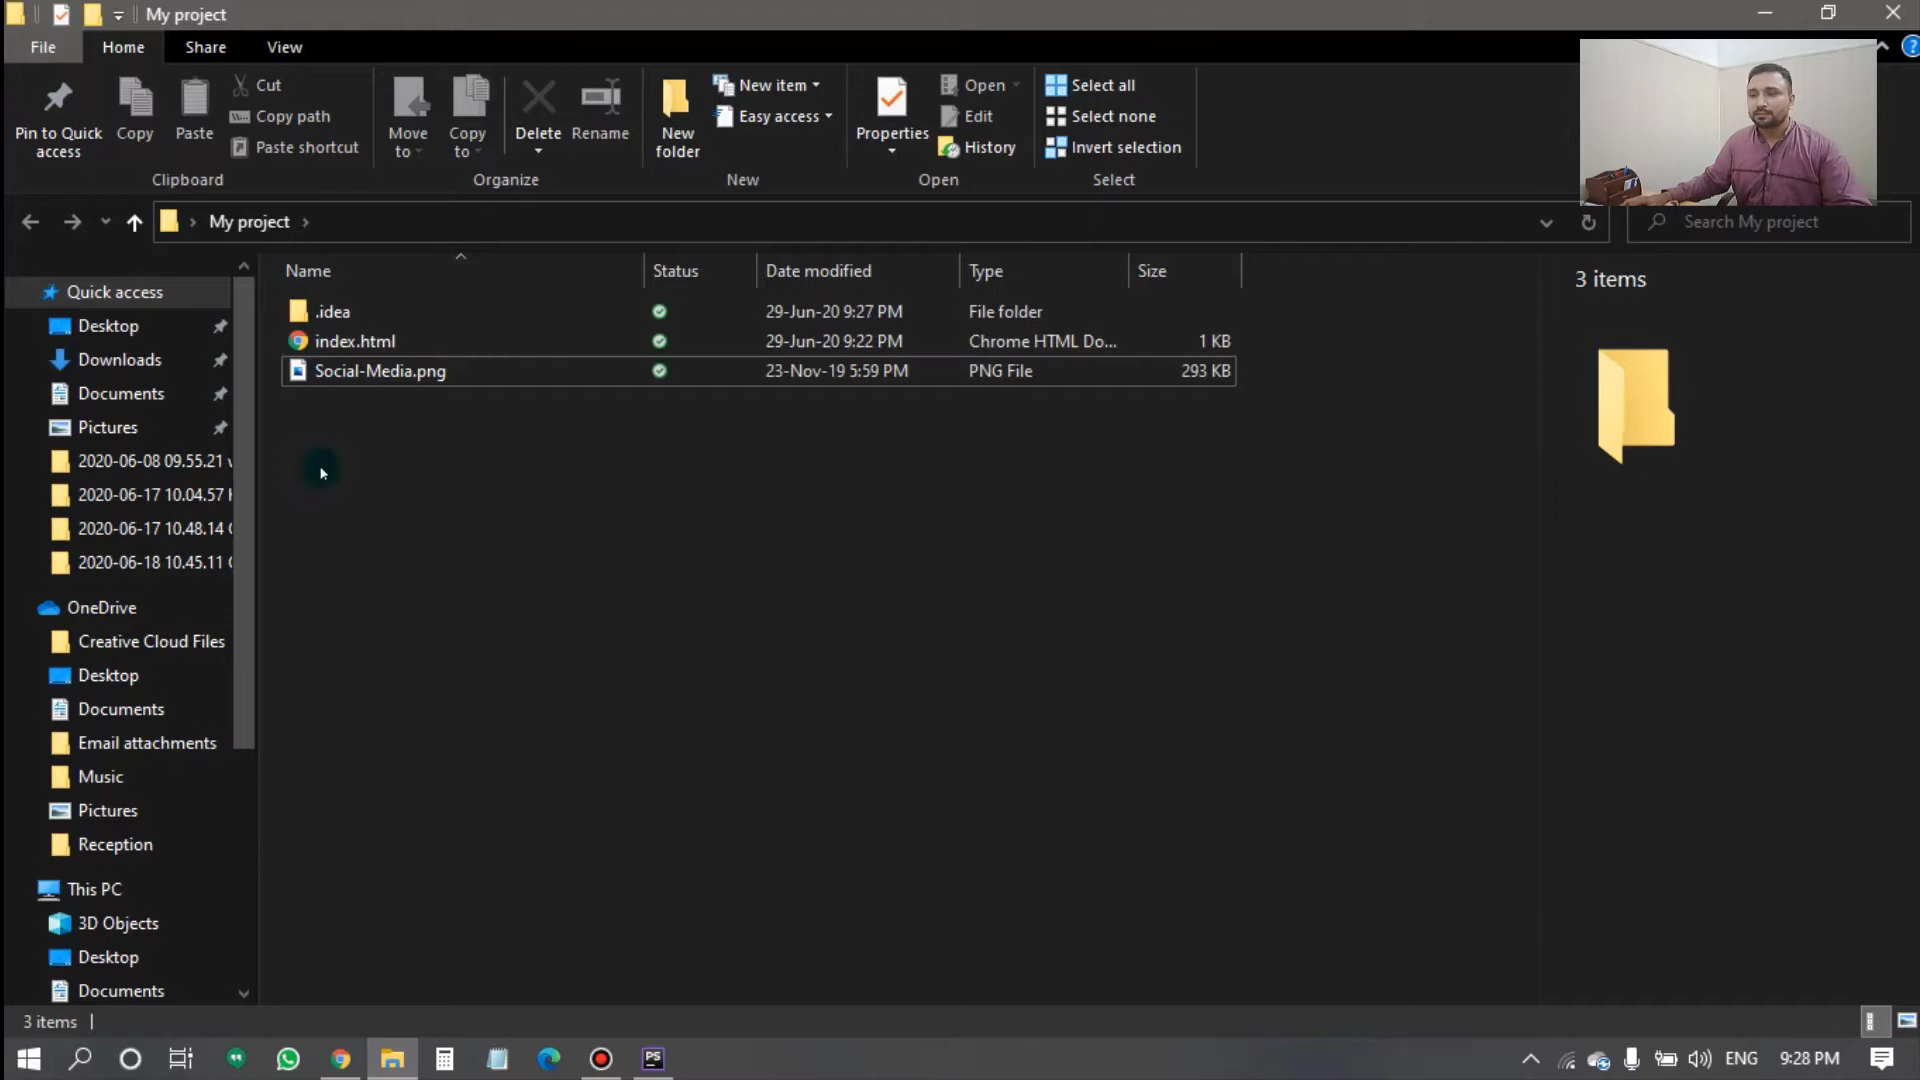 My project
File Home Share View
Pin to Quick access
Copy
Paste
Cut
Copy path
Paste shortcut
Clipboard
Move to
Copy to
Delete
Rename
Organize
New folder
New item
Easy access
New
Properties
Open
Edit
History
Open
Select all
Select none
Invert selection
Select
My project
Search My project
Name Status Date modified Type Size
.idea 29-Jun-20 9:27 PM File folder
index.html 29-Jun-20 9:22 PM Chrome HTML Do... 1 KB
Social-Media.png 23-Nov-19 5:59 PM PNG File 293 KB
3 items
Quick access
Desktop
Downloads
Documents
Pictures
2020-06-08 09.55.21
2020-06-17 10.04.57
2020-06-17 10.48.14
2020-06-18 10.45.11
OneDrive
Creative Cloud Files
Desktop
Documents
Email attachments
Music
Pictures
Reception
This PC
3D Objects
Desktop
Documents
3 items
PS
ENG 9:28 PM